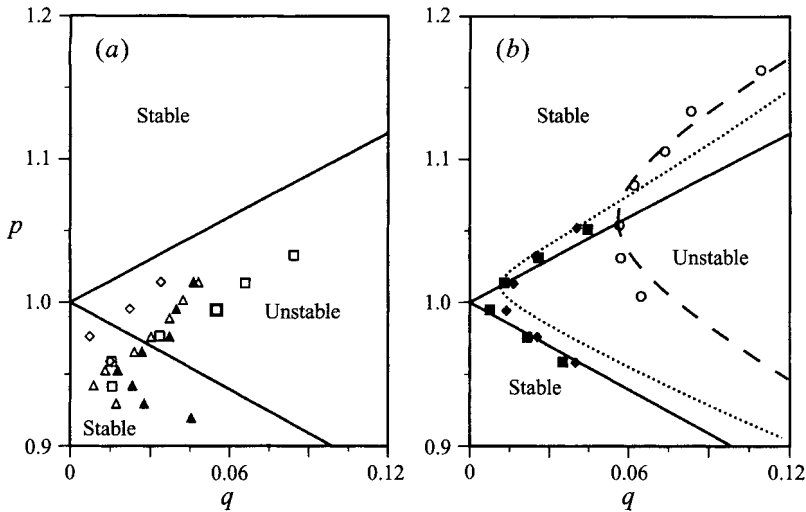 1.2
(a)
Stable
1.1
p
1.0
Unstable
Stable
0.9
0
0.06
0.12
q
1.2
(b)
Stable
1.1
Unstable
1.0
Stable
0.9
0
0.06
0.12
q